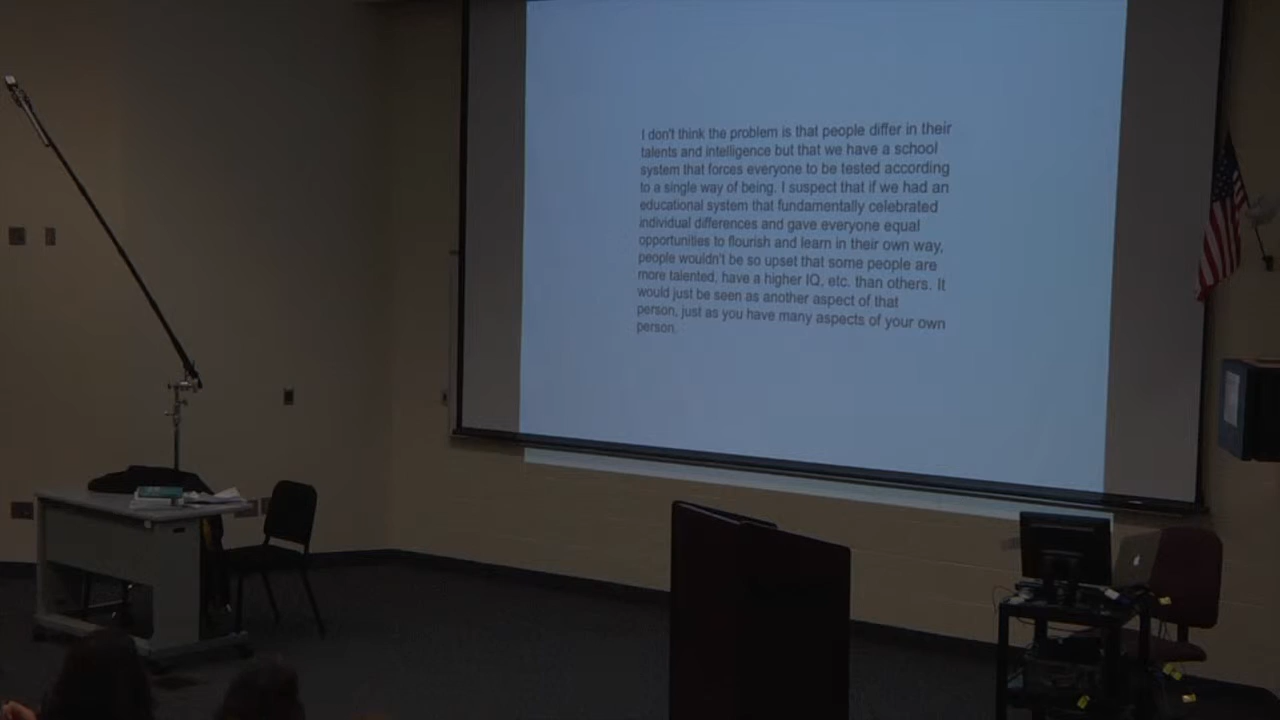 I don't think the problem is that people differ in their
talents and intelligence but that we have a school
system that forces everyone to be tested according
to a single way of being. I suspect that if we had an
educational system that fundamentally celebrated
individual differences and gave everyone equal
opportunities to flourish and learn in their own way,
people wouldn't be so upset that some people are
more talented, have a higher IQ, etc. than others. It
would just be seen as another aspect of that
person, just as you have many aspects of your own
person.